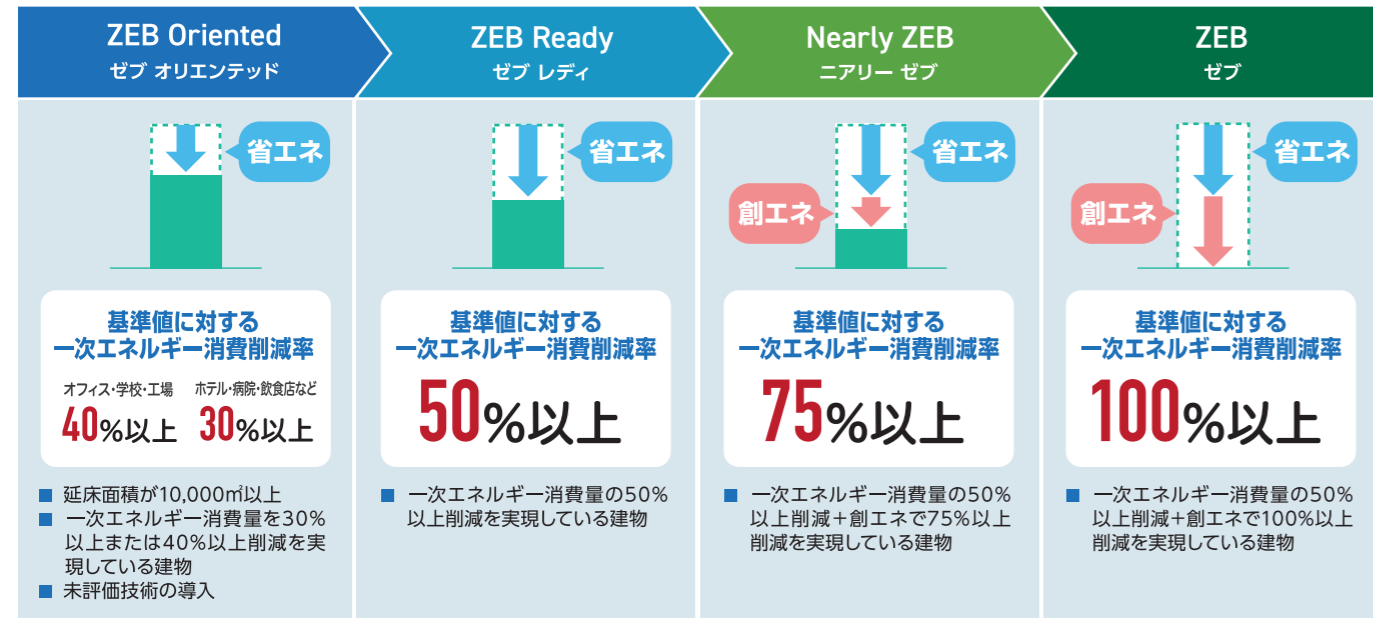 ZEB Oriented
ゼブ オリエンテッド
省エネ
基準値に対する
一次エネルギー消費削減率
オフィス・学校・工場
40%以上
ホテル・病院・飲食店など
30%以上
■ 延床面積が10,000㎡以上
■ 一次エネルギー消費量を30%
以上または40%以上削減を実
現している建物
■ 未評価技術の導入
ZEB Ready
ゼブ レディ
省エネ
基準値に対する
一次エネルギー消費削減率
50%以上
■ 一次エネルギー消費量の50%
以上削減を実現している建物
Nearly ZEB
ニアリー ゼブ
省エネ
創エネ
基準値に対する
一次エネルギー消費削減率
75%以上
■ 一次エネルギー消費量の50%
以上削減+創エネで75%以上
削減を実現している建物
ZEB
ゼブ
省エネ
創エネ
基準値に対する
一次エネルギー消費削減率
100%以上
■ 一次エネルギー消費量の50%
以上削減+創エネで100%以上
削減を実現している建物